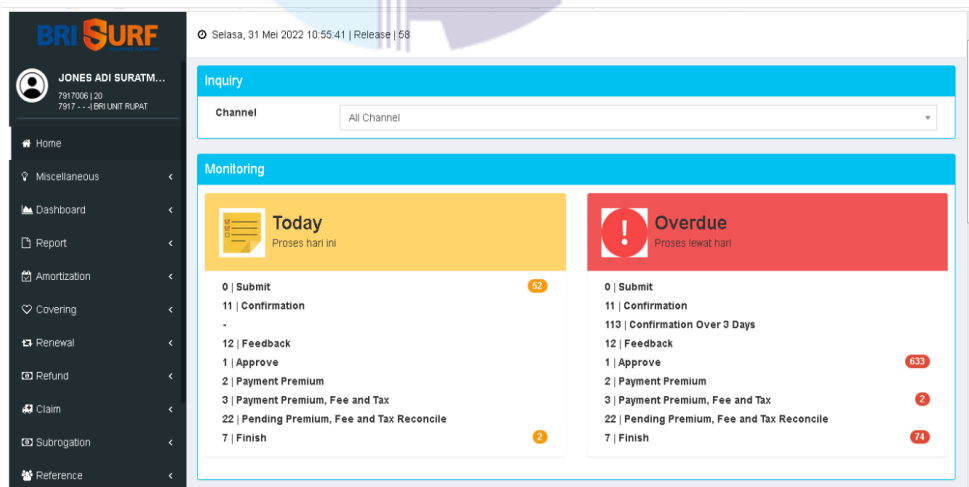 BRI SURF
Selasa, 31 Mei 2022 10:55:41 | Release | 58
JONES ADI SURATM...
7917006 | 20
7917 - - -| BRI UNIT RUPAT
Home
Miscellaneous
Dashboard
Report
Amortization
Covering
Renewal
Refund
Claim
Subrogation
Reference
Inquiry
Channel
All Channel
Monitoring
Today
Proses hari ini
0 | Submit 52
11 | Confirmation
-
12 | Feedback
1 | Approve
2 | Payment Premium
3 | Payment Premium, Fee and Tax
22 | Pending Premium, Fee and Tax Reconcile
7 | Finish 2
Overdue
Proses lewat hari
0 | Submit
11 | Confirmation
113 | Confirmation Over 3 Days
12 | Feedback
1 | Approve 633
2 | Payment Premium
3 | Payment Premium, Fee and Tax 2
22 | Pending Premium, Fee and Tax Reconcile
7 | Finish 74